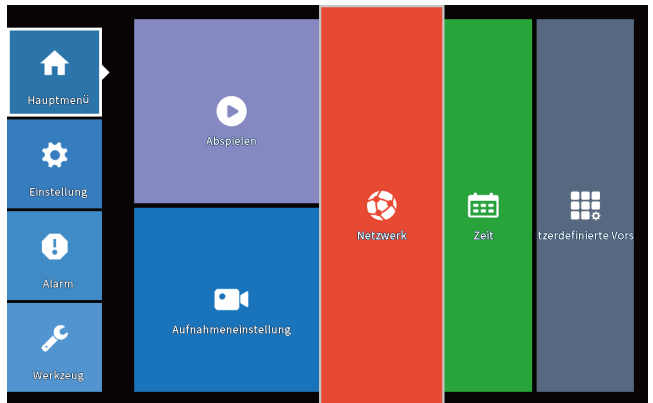 Hauptmenü
Einstellung
Alarm
Werkzeug
Abspielen
Aufnahmeneinstellung
Netzwerk
Zeit
tzerdefinierte Vors